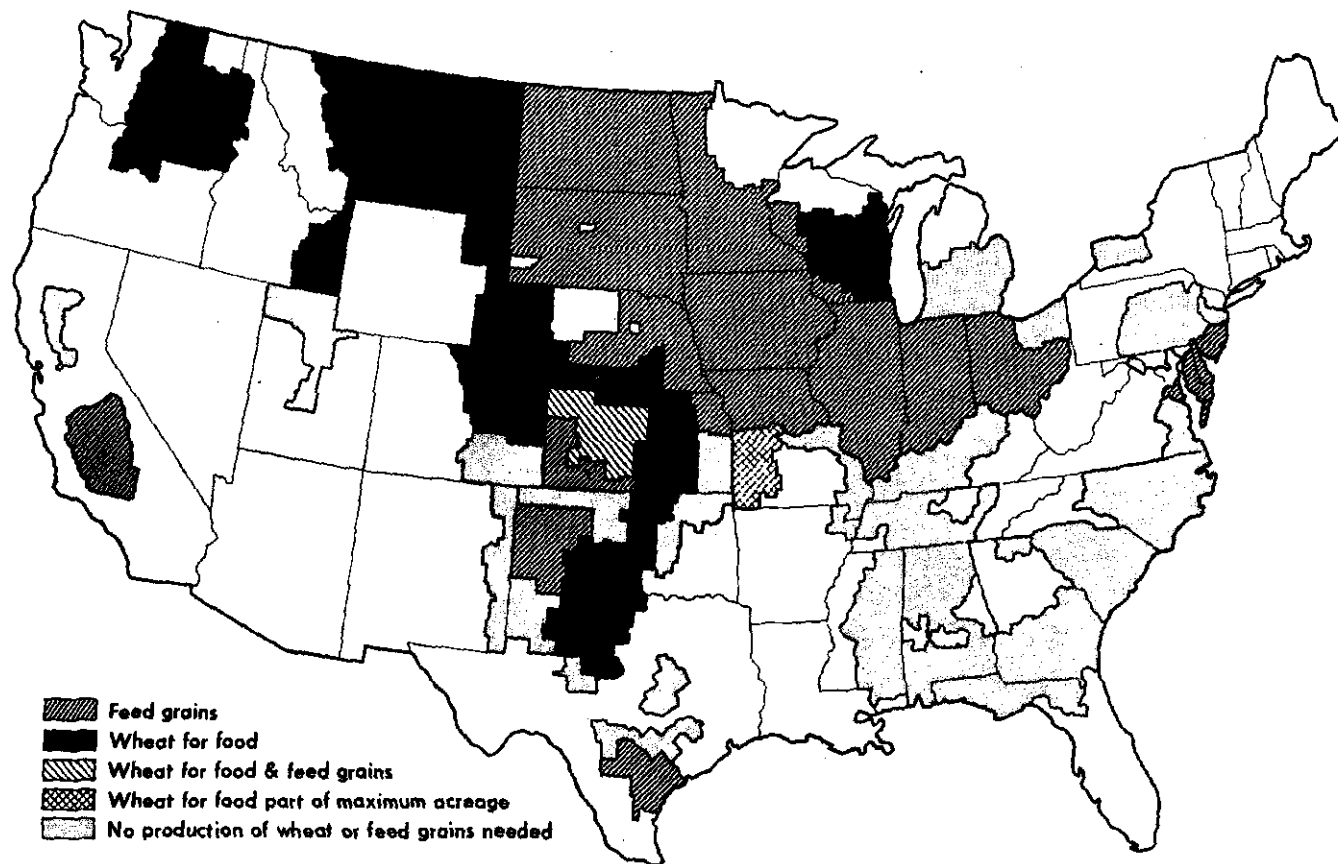 Feed grains
Wheat for food
Wheat for food & feed grains
Wheat for food part of maximum acreage
No production of wheat or feed grains needed